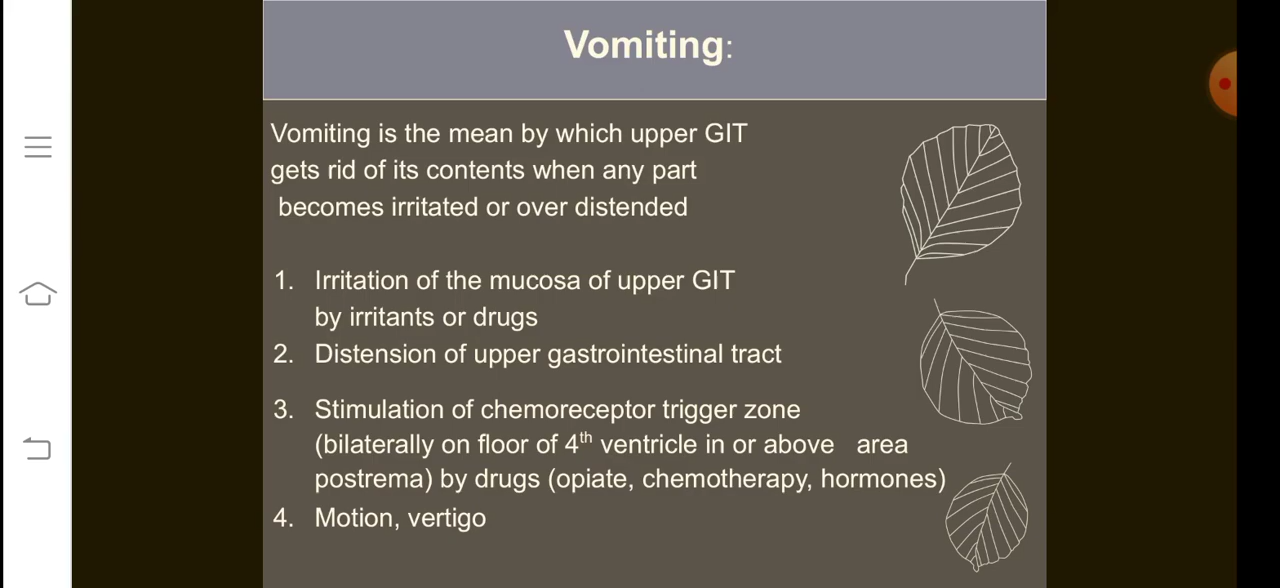 Vomiting:
Vomiting is the mean by which upper GIT
gets rid of its contents when any part
becomes irritated or over distended
1. Irritation of the mucosa of upper GIT
by irritants or drugs
2. Distension of upper gastrointestinal tract
3. Stimulation of chemoreceptor trigger zone
(bilaterally on floor of 4th ventricle in or above area
postrema) by drugs (opiate, chemotherapy, hormones)
4. Motion, vertigo